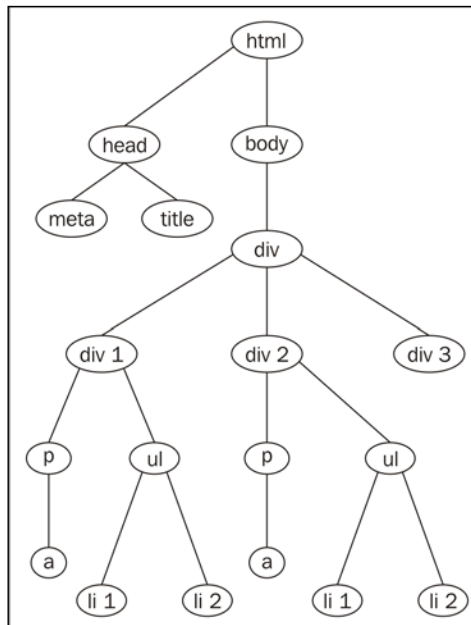 html
head body
meta title
div
div 1 div 2 div 3
p ul p ul
a a
li 1 li 2 li 1 li 2